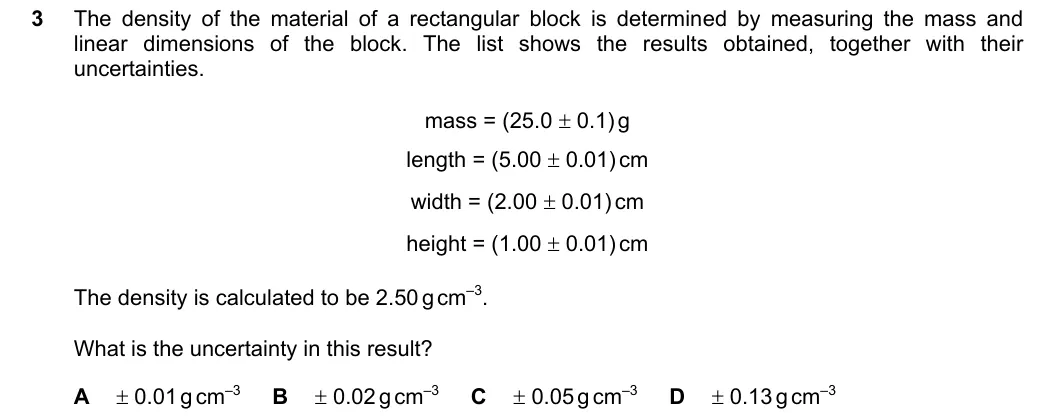 3 The density of the material of a rectangular block is determined by measuring the mass and
linear dimensions of the block. The list shows the results obtained, together with their
uncertainties.
mass = (25.0 ± 0.1) g
length = (5.00 ± 0.01) cm
width = (2.00 ± 0.01) cm
height = (1.00 ± 0.01) cm
The density is calculated to be 2.50 g cm⁻³.
What is the uncertainty in this result?
A ± 0.01 g cm⁻³ B ± 0.02 g cm⁻³ C ± 0.05 g cm⁻³ D ± 0.13 g cm⁻³